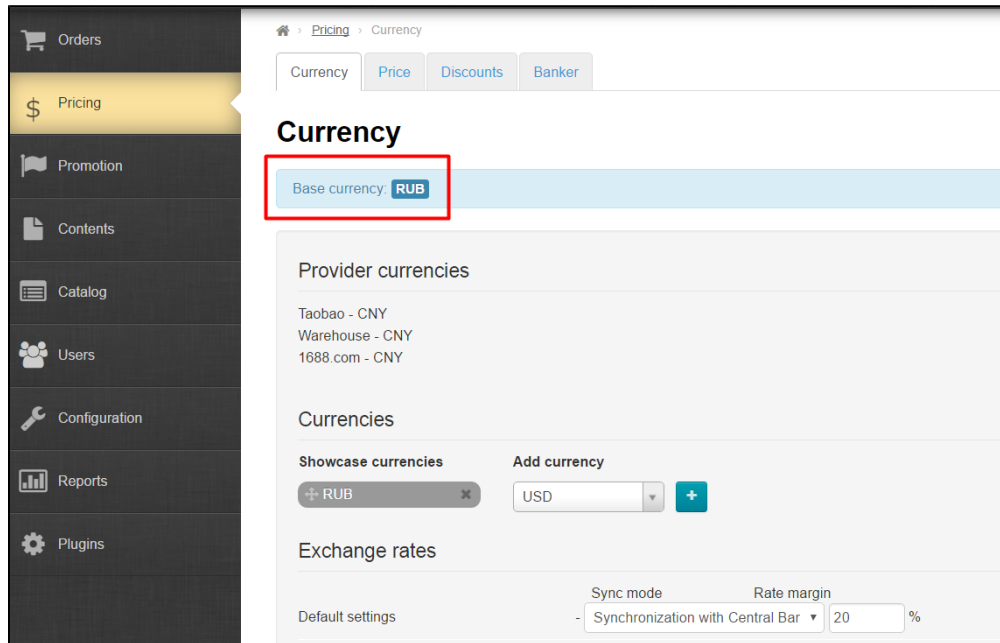 Orders
Pricing
Promotion
Contents
Catalog
Users
Configuration
Reports
Plugins
Pricing › Currency
Currency Price Discounts Banker
Currency
Base currency: RUB
Provider currencies
Taobao - CNY
Warehouse - CNY
1688.com - CNY
Currencies
Showcase currencies Add currency
RUB USD +
Exchange rates
Sync mode Rate margin
Default settings - Synchronization with Central Bar 20 %